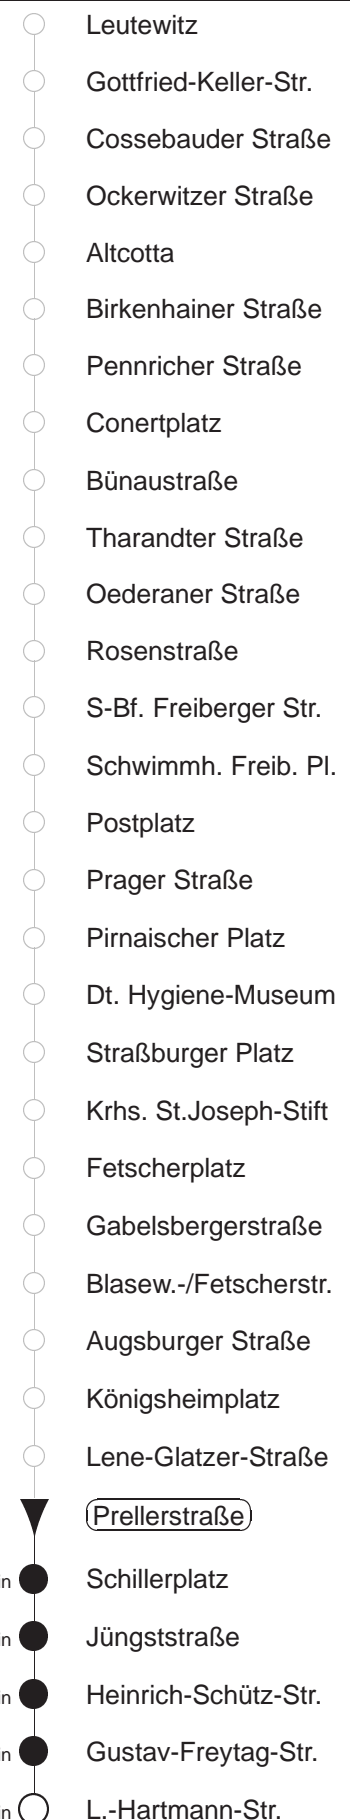 Leutewitz
Gottfried-Keller-Str.
Cossebauder Straße
Ockerwitzer Straße
Altcotta
Birkenhainer Straße
Pennricher Straße
Conertplatz
Bünaustraße
Tharandter Straße
Oederaner Straße
Rosenstraße
S-Bf. Freiberger Str.
Schwimmh. Freib. Pl.
Postplatz
Prager Straße
Pirnaischer Platz
Dt. Hygiene-Museum
Straßburger Platz
Krhs. St.Joseph-Stift
Fetscherplatz
Gabelsbergerstraße
Blasew.-/Fetscherstr.
Augsburger Straße
Königsheimplatz
Lene-Glatzer-Straße
Prellerstraße
Schillerplatz
Jüngststraße
Heinrich-Schütz-Str.
Gustav-Freytag-Str.
L.-Hartmann-Str.